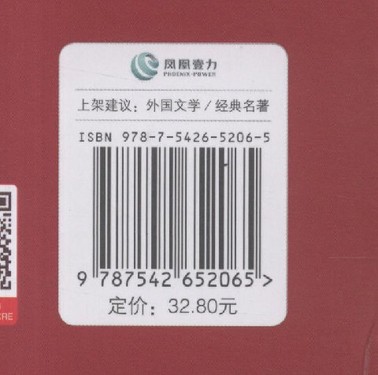 凤凰壹力
PHOENIX-POWER
上架建议：外国文学/经典名著
ISBN 978-7-5426-5206-5
9 787542 652065>
定价：32.80元